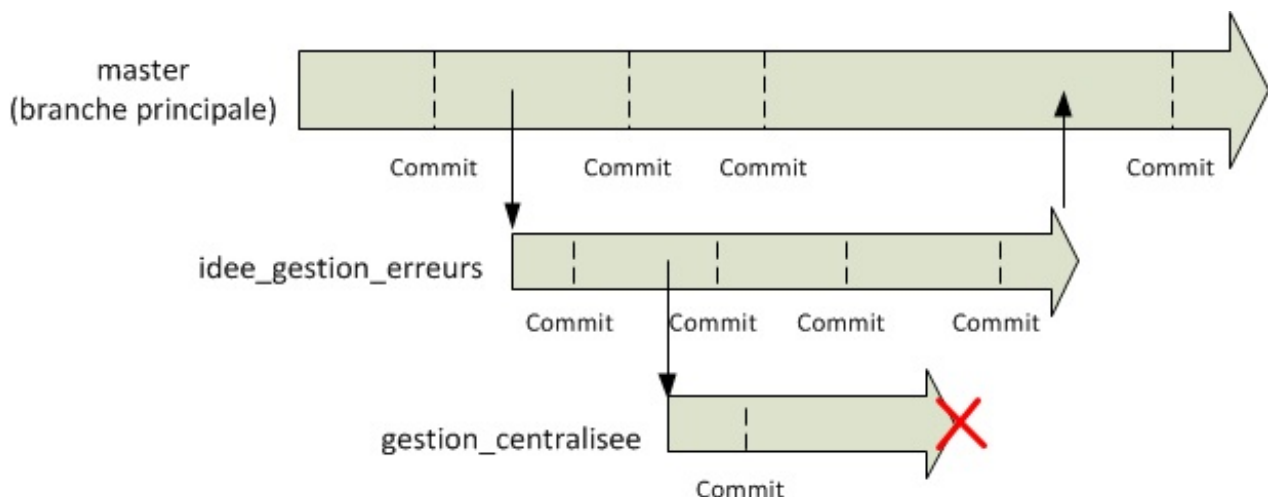 master
(branche principale)
Commit Commit Commit Commit
idee_gestion_erreurs
Commit Commit Commit Commit
gestion_centralisee
Commit